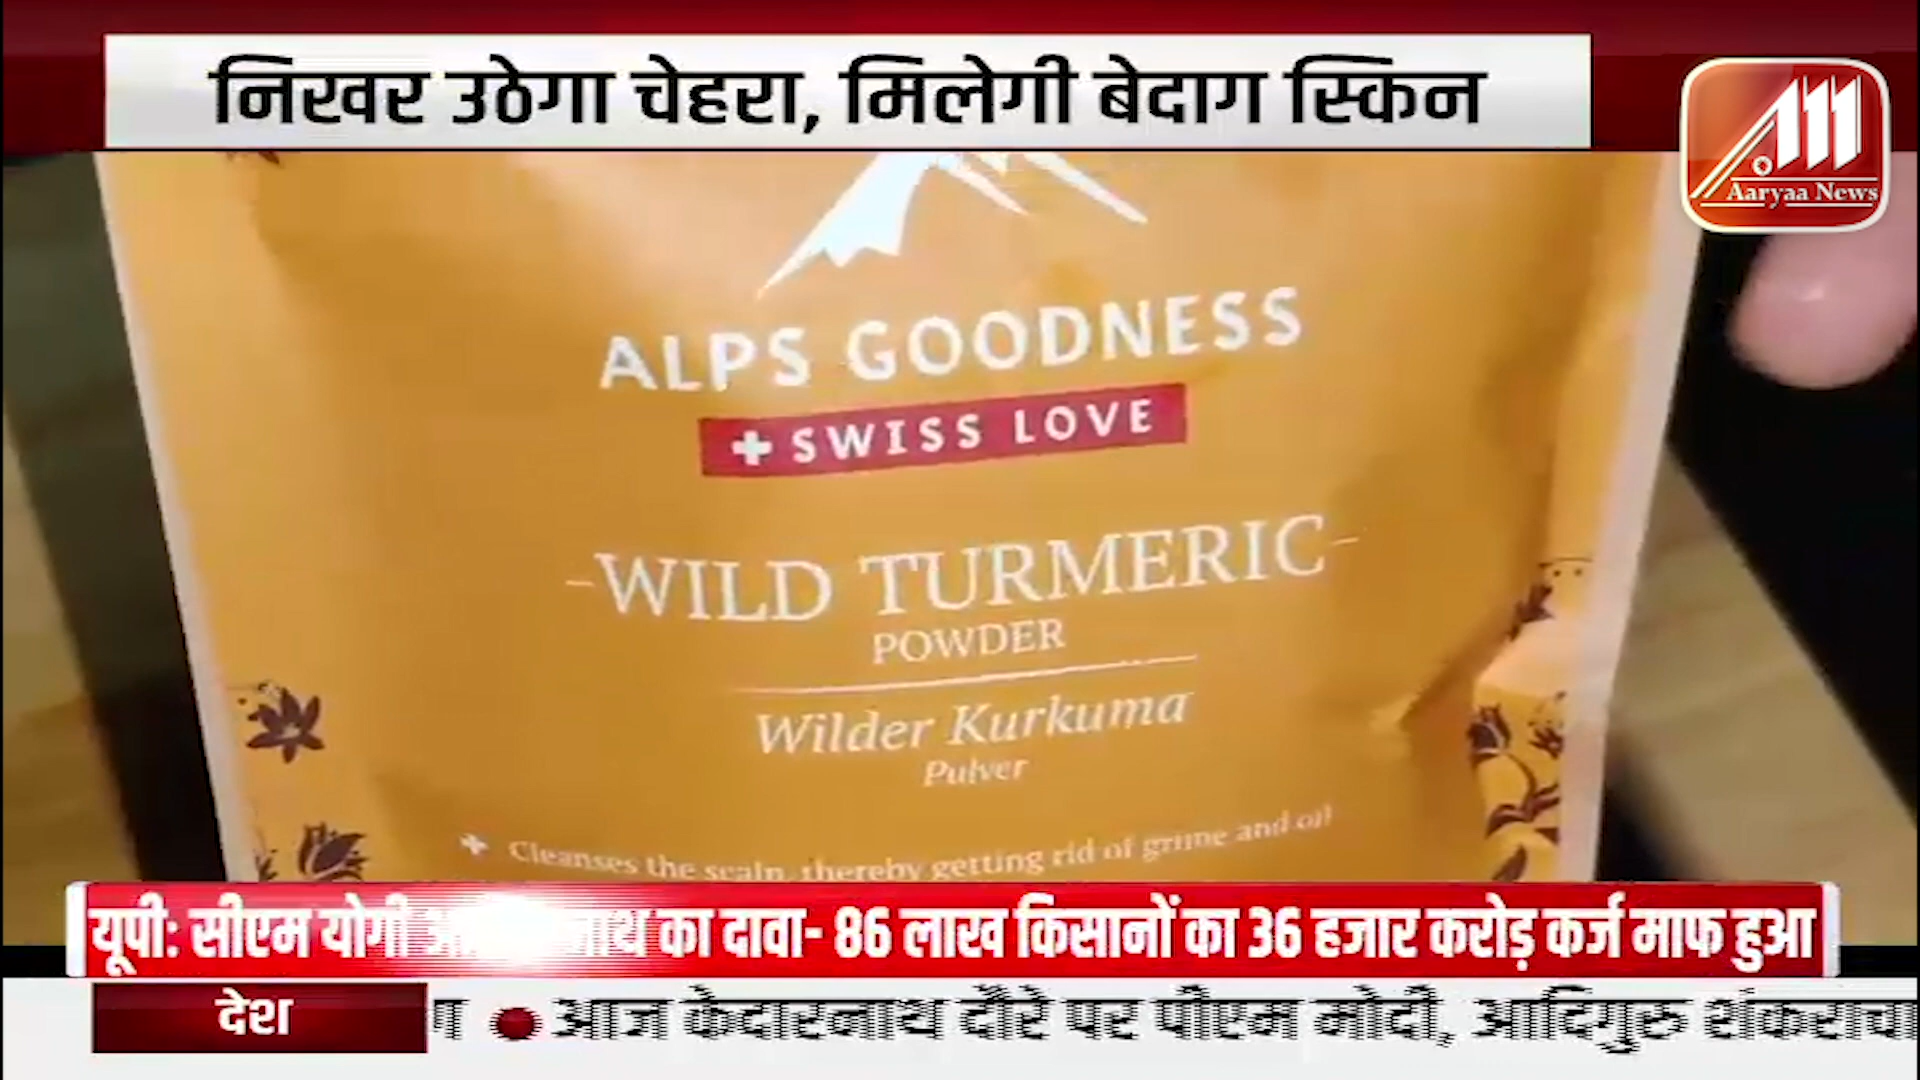 निखर उठेगा चेहरा, मिलेगी बेदाग स्किन
Aaryaa News
ALPS GOODNESS
+ SWISS LOVE
-WILD TURMERIC-
POWDER
Wilder Kurkuma
Pulver
Cleanses the scalp, thereby getting rid of grime and oil
यूपी: सीएम योगी का दावा- 86 लाख किसानों का 36 हजार करोड़ कर्ज माफ हुआ
देश
आज केदारनाथ दौरे पर पीएम मोदी, आदिगुरु